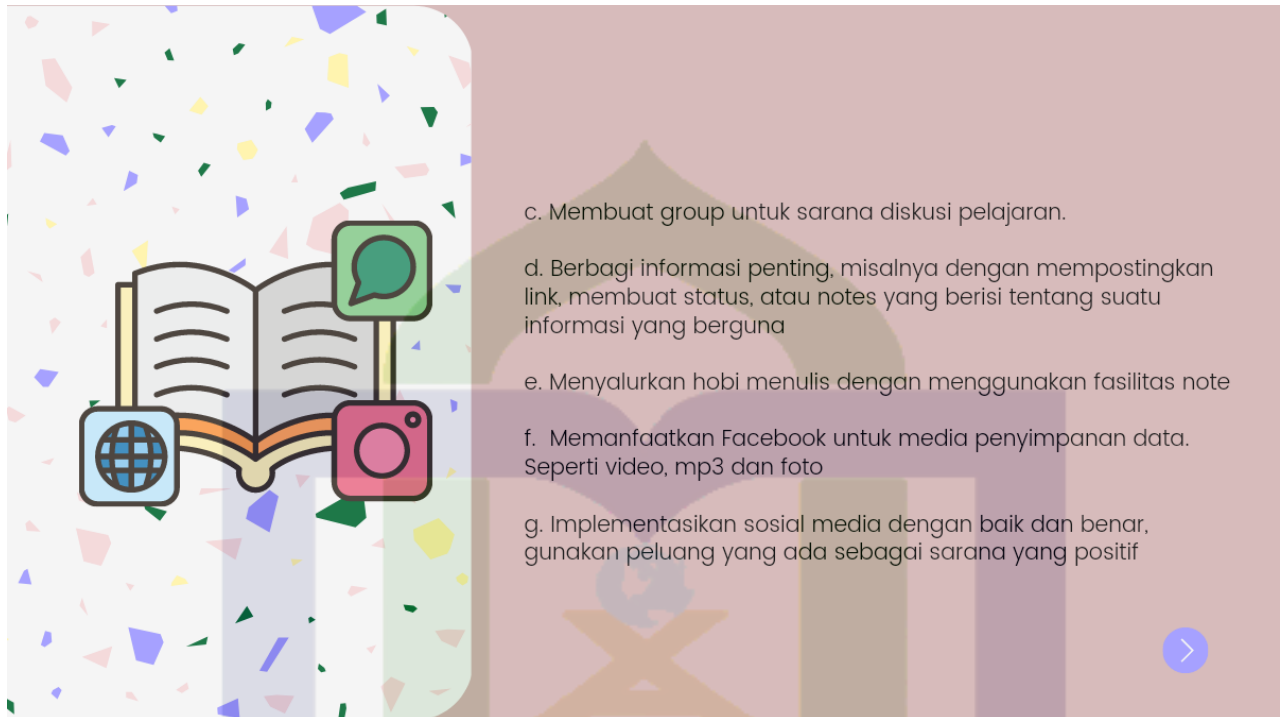 c. Membuat group untuk sarana diskusi pelajaran.
d. Berbagi informasi penting, misalnya dengan mempostingkan
link, membuat status, atau notes yang berisi tentang suatu
informasi yang berguna
e. Menyalurkan hobi menulis dengan menggunakan fasilitas note
f.  Memanfaatkan Facebook untuk media penyimpanan data.
Seperti video, mp3 dan foto
g. Implementasikan sosial media dengan baik dan benar,
gunakan peluang yang ada sebagai sarana yang positif